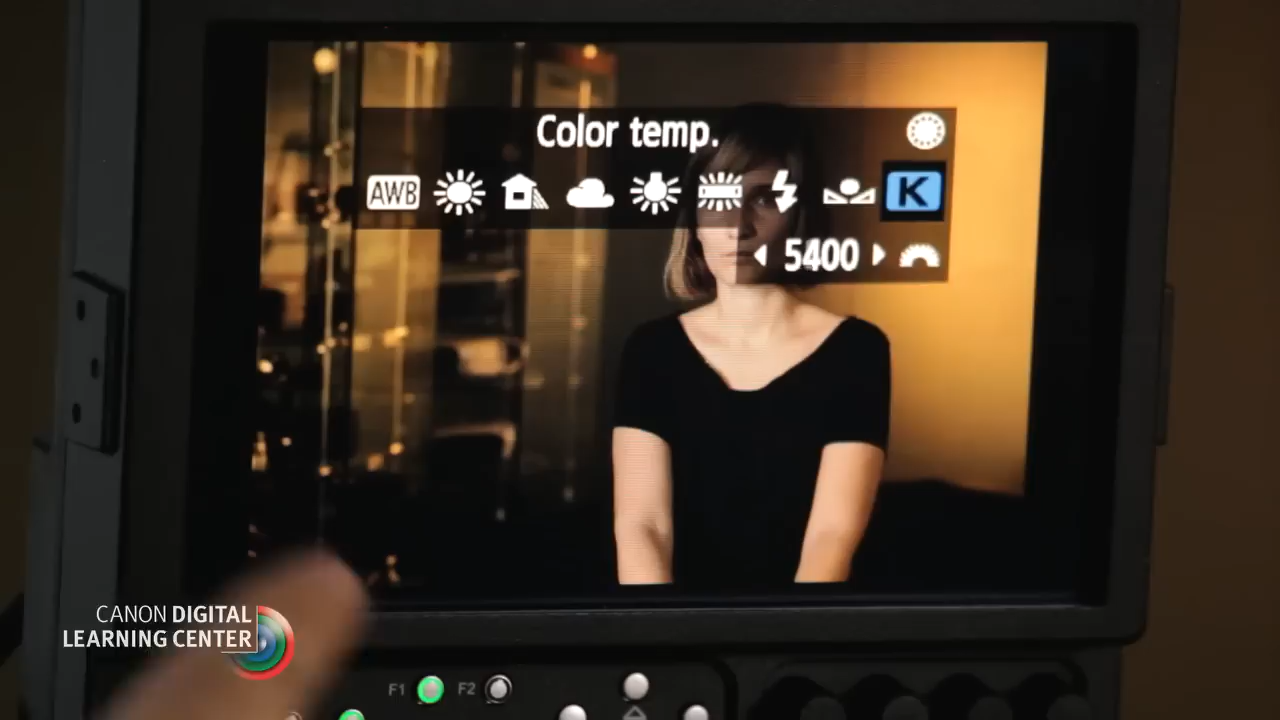 Color temp.
AWB
K
5400
CANON DIGITAL
LEARNING CENTER
F1
F2